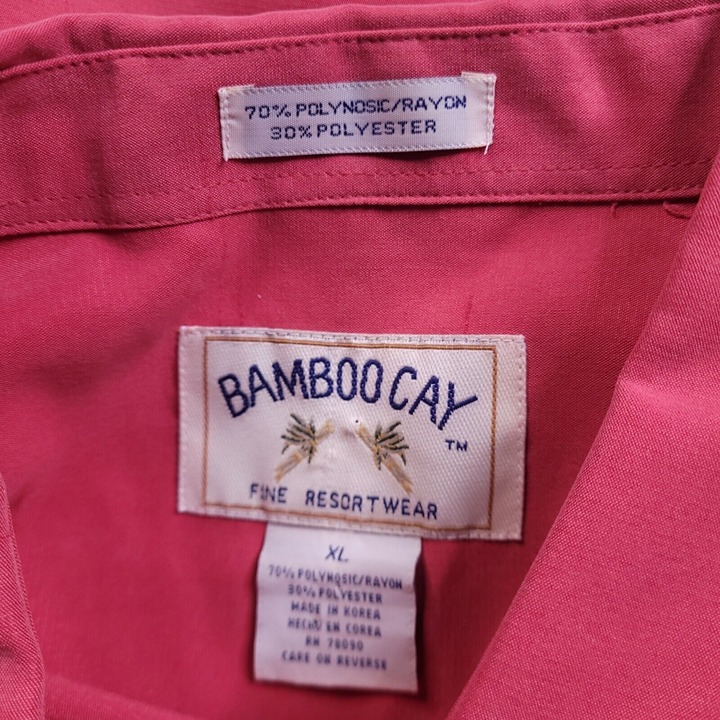 70% POLYNOSIC/RAYON
30% POLYESTER
BAMBOO CAY
TM
FINE RESORTWEAR
XL
70% POLYNOSIC/RAYON
30% POLYESTER
MADE IN KOREA
HECHO EN COREA
RN 78090
CARE ON REVERSE